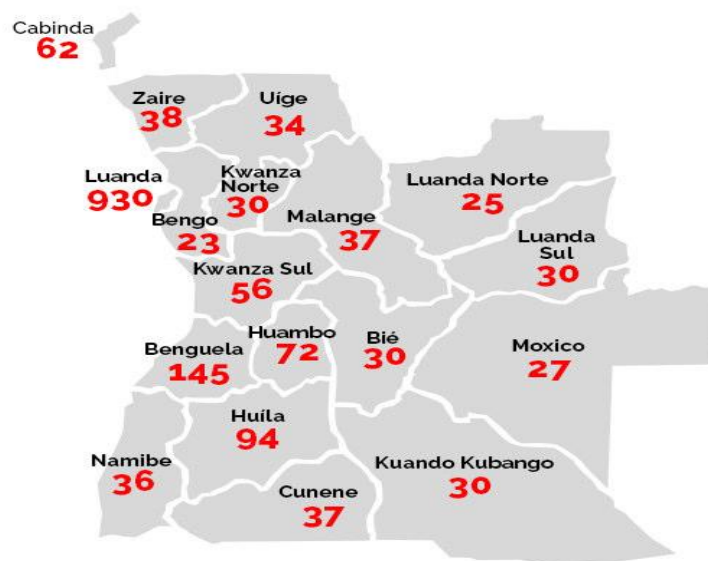 Cabinda
62
Zaire
38
Uíge
34
Luanda
930
Kwanza
Norte
30
Bengo
23
Malange
37
Luanda Norte
25
Luanda
Sul
30
Kwanza Sul
56
Benguela
145
Huambo
72
Bié
30
Moxico
27
Huíla
94
Namibe
36
Cunene
37
Kuando Kubango
30